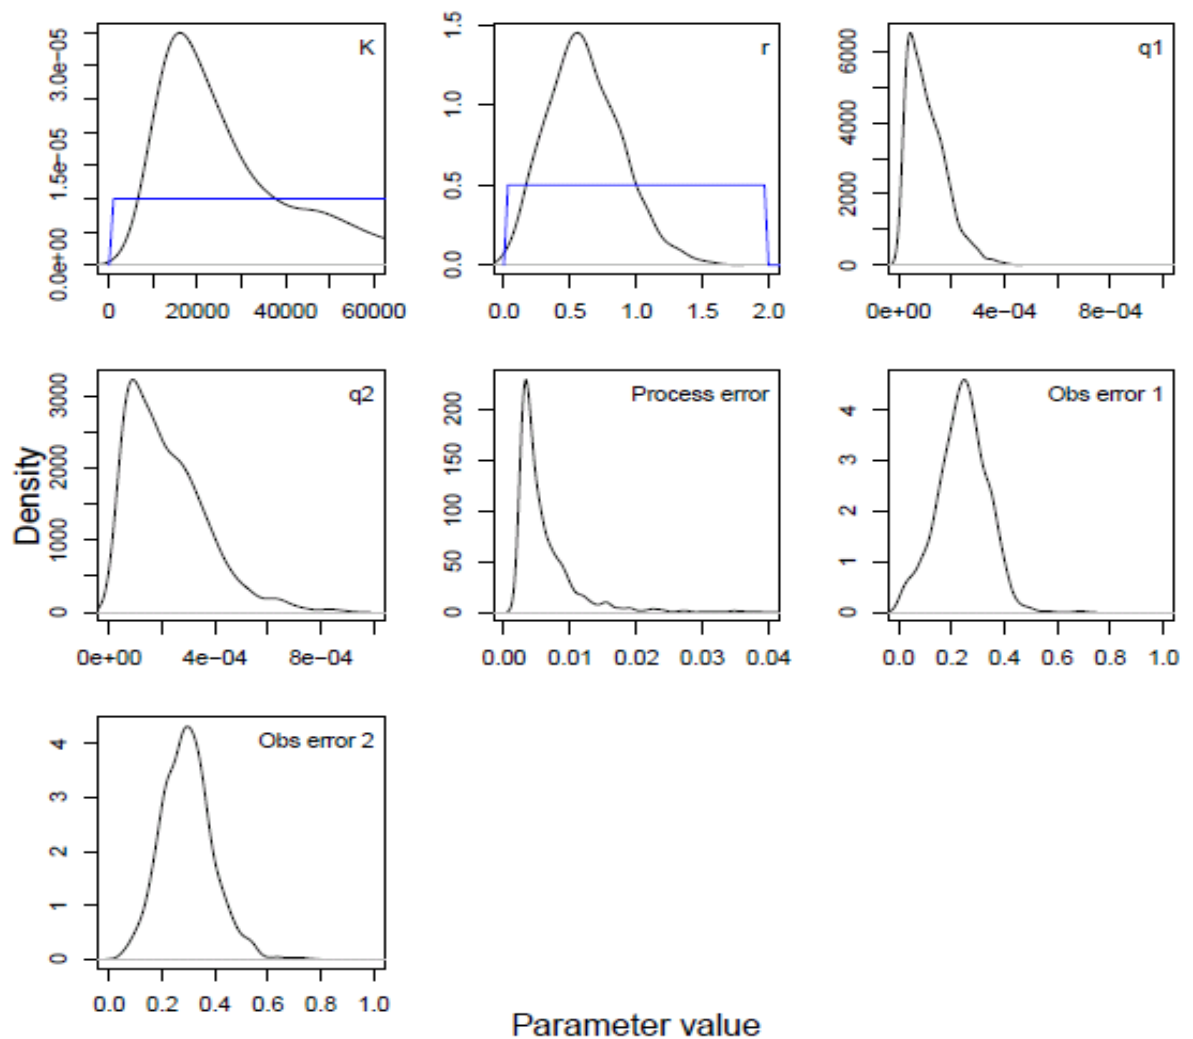 K
3.0e−05
1.5e−05
0.0e+00
0 20000 40000 60000
r
1.5
1.0
0.5
0.0
0.0 0.5 1.0 1.5 2.0
q1
6000
4000
2000
0
0e+00 4e−04 8e−04
q2
3000
2000
1000
0
0e+00 4e−04 8e−04
Process error
200
150
100
50
0
0.00 0.01 0.02 0.03 0.04
Obs error 1
4
3
2
1
0
0.0 0.2 0.4 0.6 0.8 1.0
Density
Obs error 2
4
3
2
1
0
0.0 0.2 0.4 0.6 0.8 1.0
Parameter value